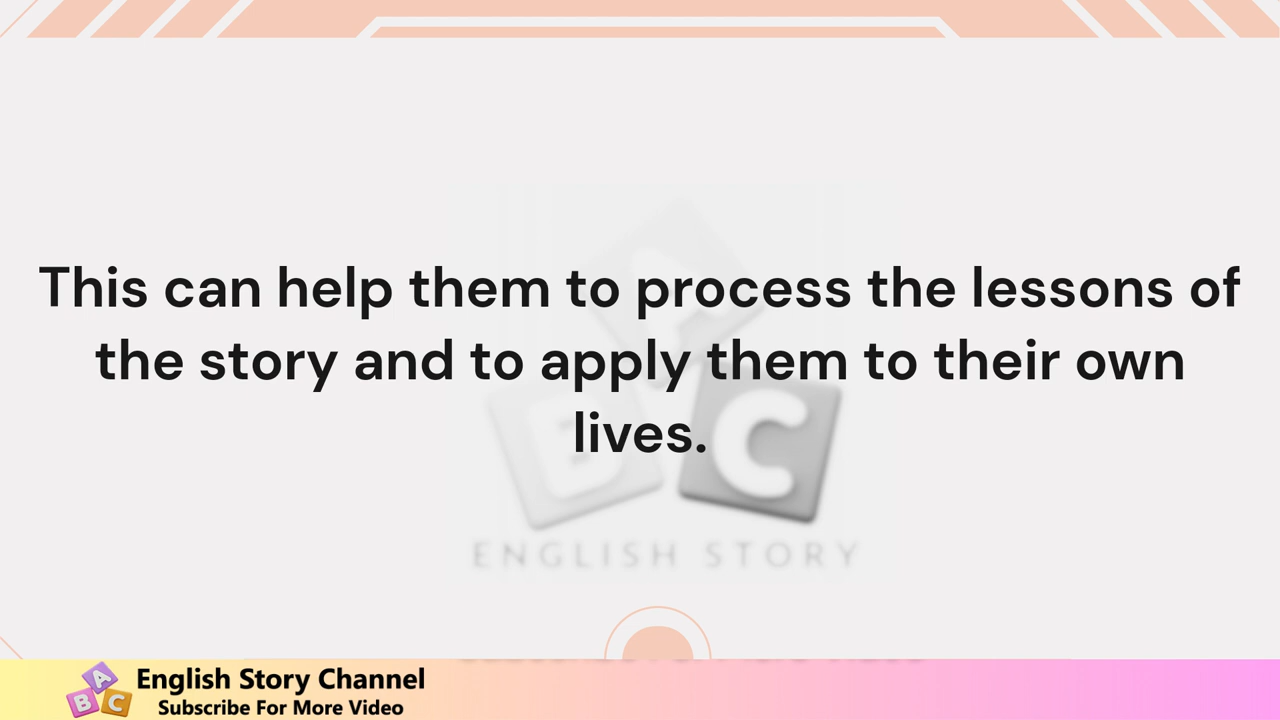 This can help them to process the lessons of
the story and to apply them to their own
lives.
A
B
C
ENGLISH STORY
A
B
C
English Story Channel
Subscribe For More Video